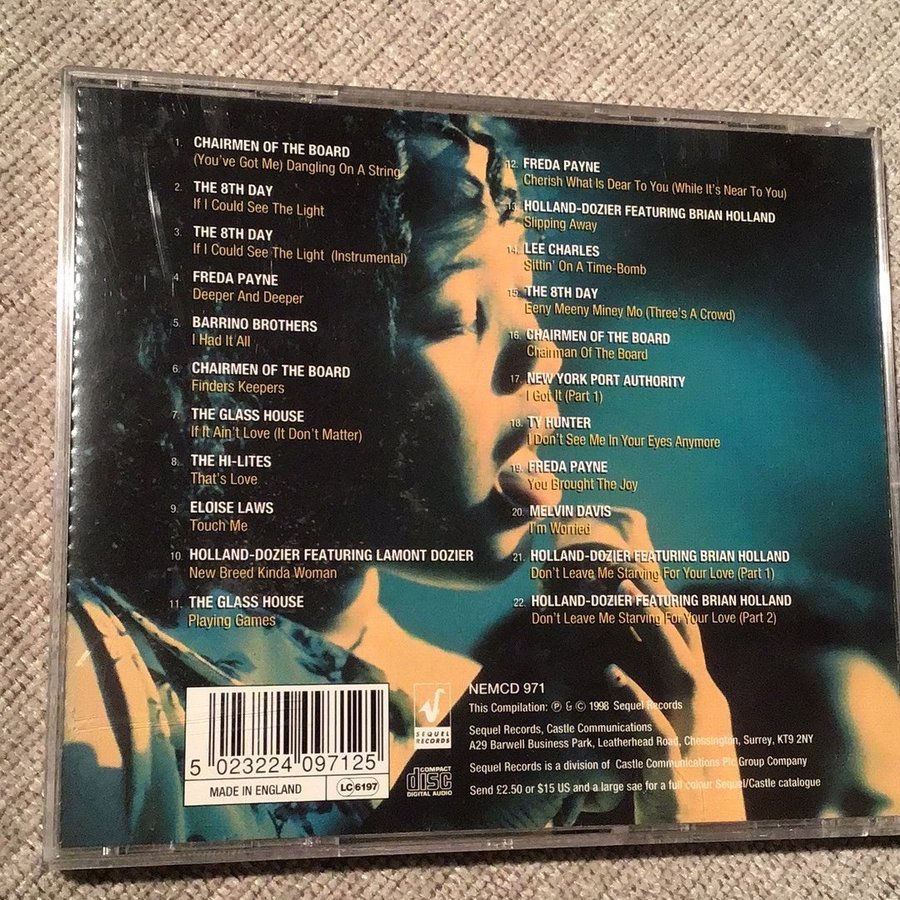 1. CHAIRMEN OF THE BOARD
(You've Got Me) Dangling On A String
2. THE 8TH DAY
If I Could See The Light
3. THE 8TH DAY
If I Could See The Light (Instrumental)
4. FREDA PAYNE
Deeper And Deeper
5. BARRINO BROTHERS
I Had It All
6. CHAIRMEN OF THE BOARD
Finders Keepers
7. THE GLASS HOUSE
If It Ain't Love (It Don't Matter)
8. THE HI-LITES
That's Love
9. ELOISE LAWS
Touch Me
10. HOLLAND-DOZIER FEATURING LAMONT DOZIER
New Breed Kinda Woman
11. THE GLASS HOUSE
Playing Games
12. FREDA PAYNE
Cherish What Is Dear To You (While It's Near To You)
13. HOLLAND-DOZIER FEATURING BRIAN HOLLAND
Slipping Away
14. LEE CHARLES
Sittin' On A Time-Bomb
15. THE 8TH DAY
Eeny Meeny Miney Mo (Three's A Crowd)
16. CHAIRMEN OF THE BOARD
Chairman Of The Board
17. NEW YORK PORT AUTHORITY
I Got It (Part 1)
18. TY HUNTER
I Don't See Me In Your Eyes Anymore
19. FREDA PAYNE
You Brought The Joy
20. MELVIN DAVIS
I'm Worried
21. HOLLAND-DOZIER FEATURING BRIAN HOLLAND
Don't Leave Me Starving For Your Love (Part 1)
22. HOLLAND-DOZIER FEATURING BRIAN HOLLAND
Don't Leave Me Starving For Your Love (Part 2)
5 023224 097125
MADE IN ENGLAND
LC 6197
SEQUEL
RECORDS
COMPACT
disc
DIGITAL AUDIO
NEMCD 971
This Compilation: ℗ & © 1998 Sequel Records
Sequel Records, Castle Communications
A29 Barwell Business Park, Leatherhead Road, Chessington, Surrey, KT9 2NY
Sequel Records is a division of Castle Communications Plc Group Company
Send £2.50 or $15 US and a large sae for a full colour Sequel/Castle catalogue